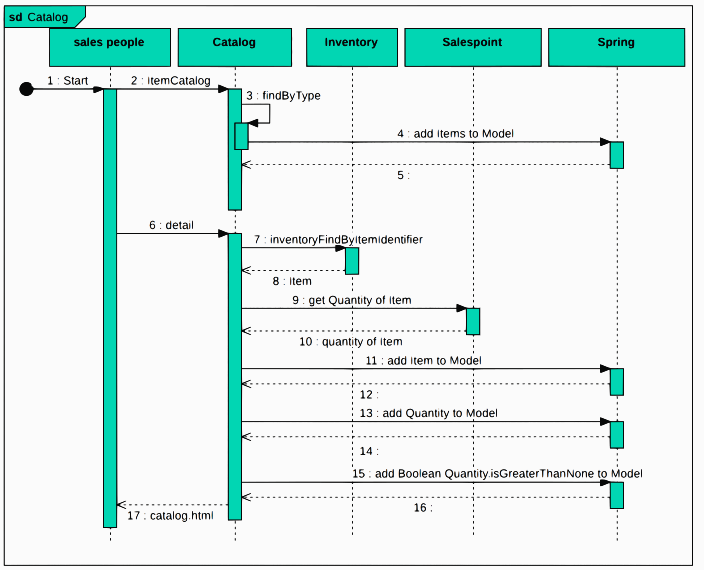 sd Catalog
sales people
Catalog
Inventory
Salespoint
Spring
1 : Start
2 : itemCatalog
3 : findByType
4 : add items to Model
5 :
6 : detail
7 : inventoryFindByItemIdentifier
8 : item
9 : get Quantity of item
10 : quantity of item
11 : add item to Model
12 :
13 : add Quantity to Model
14 :
15 : add Boolean Quantity.isGreaterThanNone to Model
16 :
17 : catalog.html